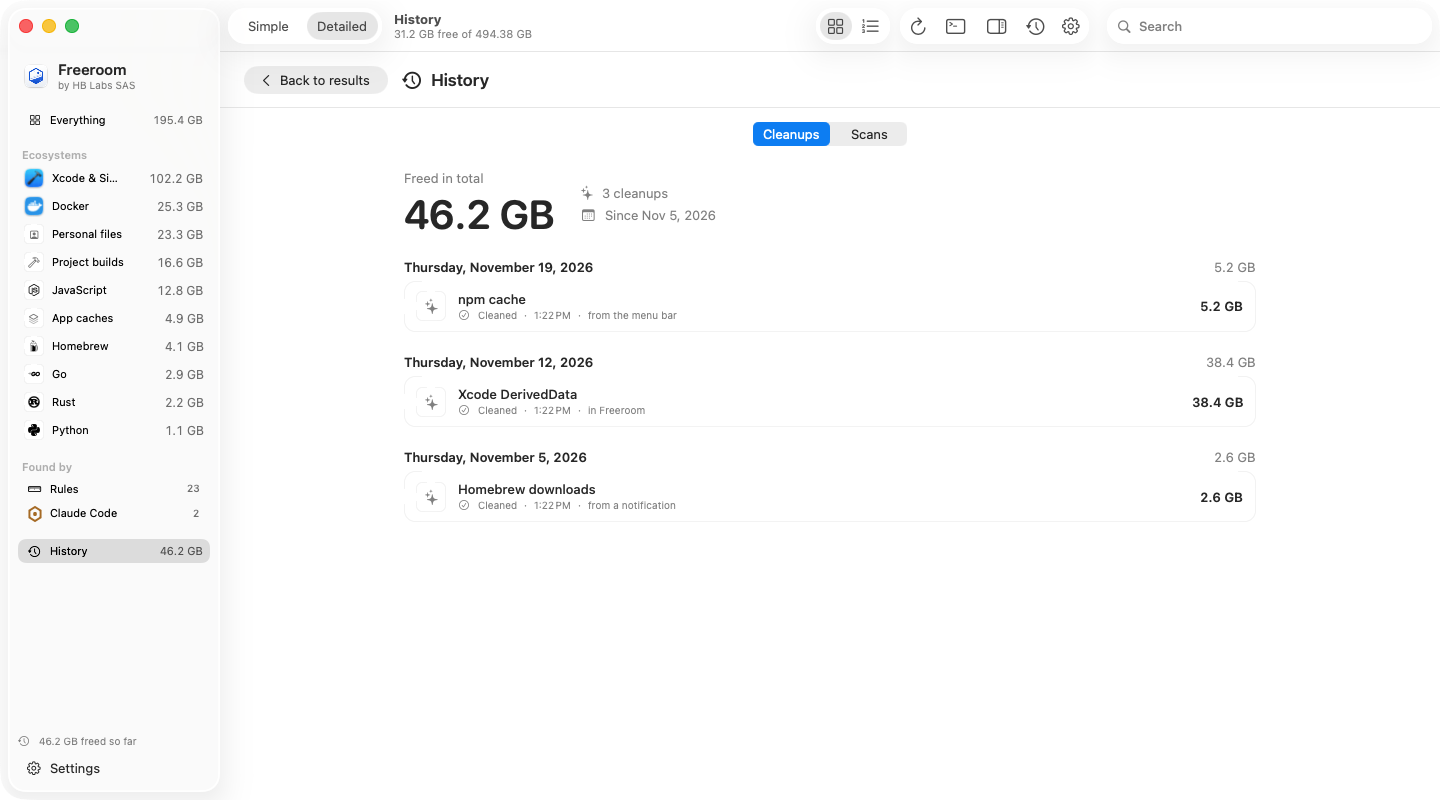 Simple
Detailed
History
31.2 GB free of 494.38 GB
Search
Freeroom
by HB Labs SAS
Everything 195.4 GB
Ecosystems
Xcode & Si... 102.2 GB
Docker 25.3 GB
Personal files 23.3 GB
Project builds 16.6 GB
JavaScript 12.8 GB
App caches 4.9 GB
Homebrew 4.1 GB
Go 2.9 GB
Rust 2.2 GB
Python 1.1 GB
Found by
Rules 23
Claude Code 2
History 46.2 GB
46.2 GB freed so far
Settings
Back to results
History
Cleanups
Scans
Freed in total
46.2 GB
3 cleanups
Since Nov 5, 2026
Thursday, November 19, 2026 5.2 GB
npm cache
Cleaned · 1:22 PM · from the menu bar
5.2 GB
Thursday, November 12, 2026 38.4 GB
Xcode DerivedData
Cleaned · 1:22 PM · in Freeroom
38.4 GB
Thursday, November 5, 2026 2.6 GB
Homebrew downloads
Cleaned · 1:22 PM · from a notification
2.6 GB